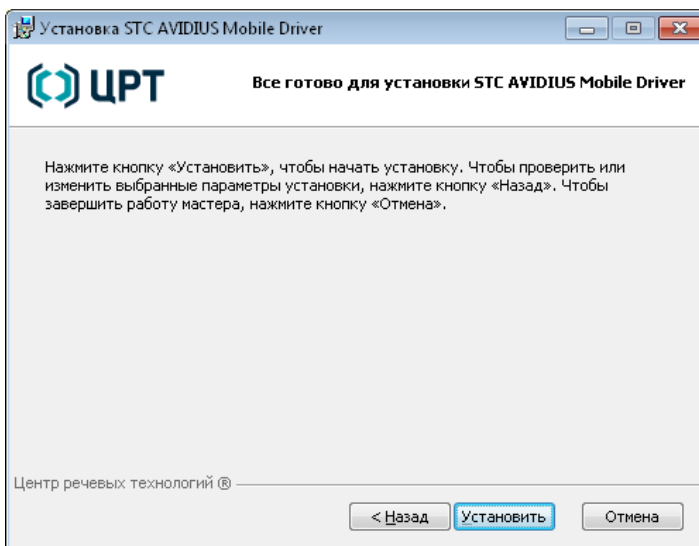 Установка STC AVIDIUS Mobile Driver
ЦРТ
Все готово для установки STC AVIDIUS Mobile Driver
Нажмите кнопку «Установить», чтобы начать установку. Чтобы проверить или
изменить выбранные параметры установки, нажмите кнопку «Назад». Чтобы
завершить работу мастера, нажмите кнопку «Отмена».
Центр речевых технологий ®
< Назад
Установить
Отмена